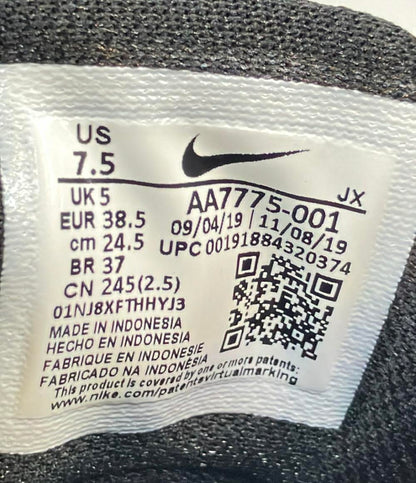 US
7.5
UK 5
EUR 38.5
cm 24.5
BR 37
CN 245(2.5)
01NJ8XFTHHYJ3
JX
AA7775-001
09/04/19 | 11/08/19
UPC 00191884320374
MADE IN INDONESIA
HECHO EN INDONESIA
FABRIQUE EN INDONESIE
FABRICADO NA INDONÉSIA
This product is covered by one or more patents:
www.nike.com/patentsvirtualmarking